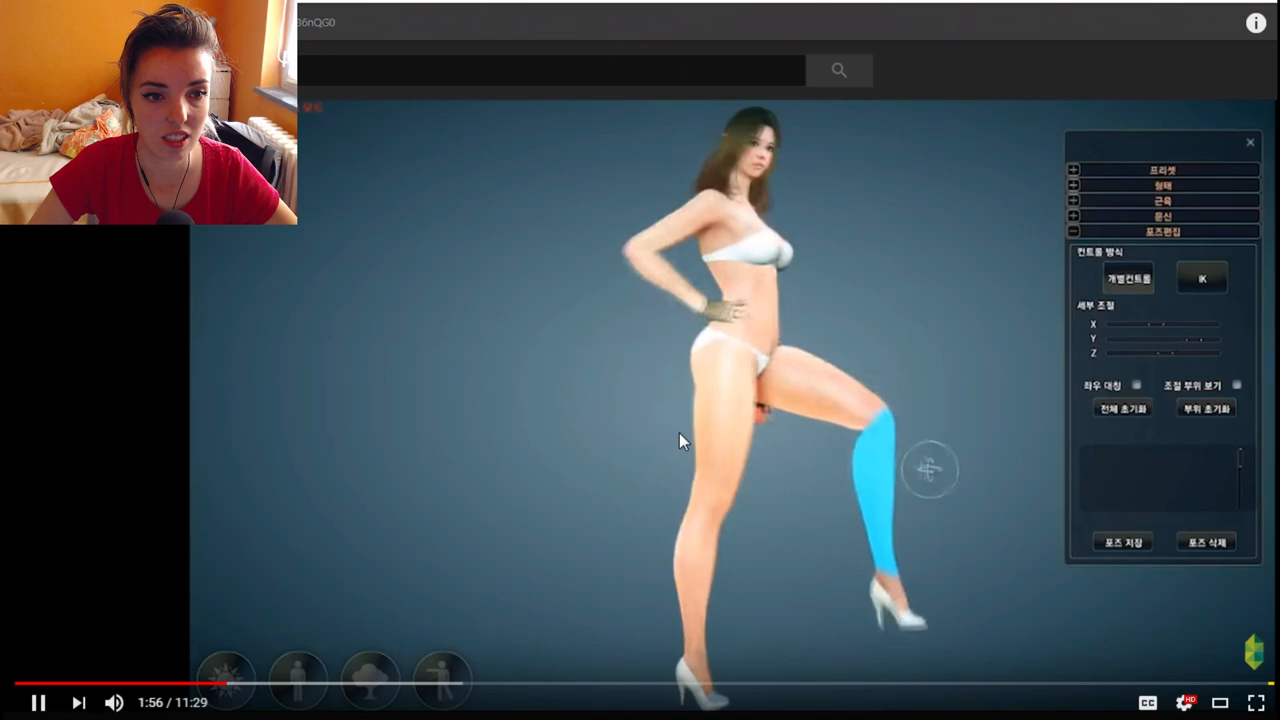 36nQG0
프리셋
형태
근육
문신
포즈편집
컨트롤 방식
개별컨트롤 IK
세부 조절
X
Y
Z
좌우 대칭 조절 부위 보기
전체 초기화 부위 초기화
포즈 저장 포즈 삭제
1:56 / 11:29
CC HD